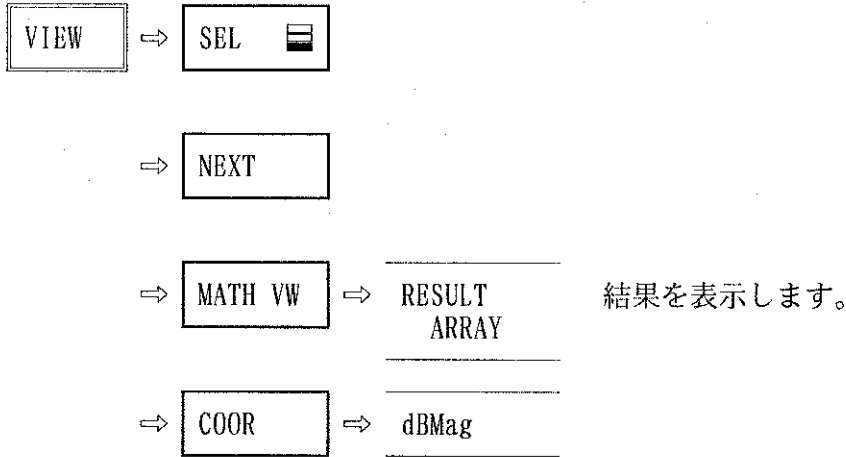 VIEW ⇨ SEL
⇨ NEXT
⇨ MATH VW ⇨ RESULT 結果を表示します。
ARRAY
⇨ COOR ⇨ dBMag